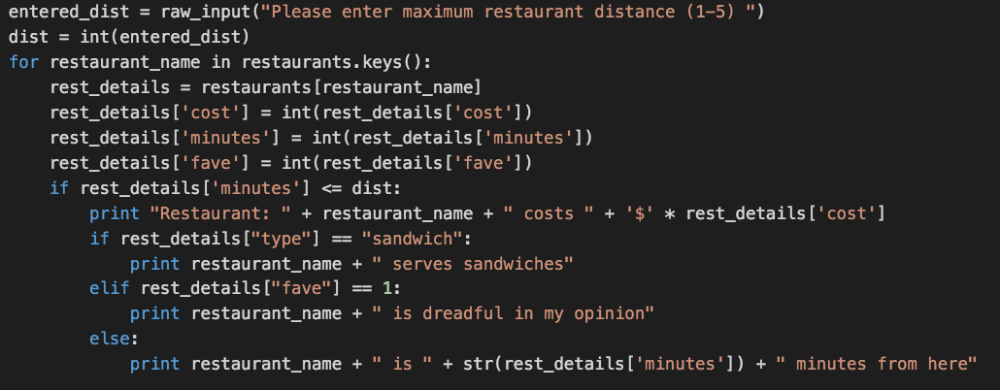 entered_dist = raw_input("Please enter maximum restaurant distance (1-5) ")
dist = int(entered_dist)
for restaurant_name in restaurants.keys():
    rest_details = restaurants[restaurant_name]
    rest_details['cost'] = int(rest_details['cost'])
    rest_details['minutes'] = int(rest_details['minutes'])
    rest_details['fave'] = int(rest_details['fave'])
    if rest_details['minutes'] <= dist:
        print "Restaurant: " + restaurant_name + " costs " + '$' * rest_details['cost']
        if rest_details["type"] == "sandwich":
            print restaurant_name + " serves sandwiches"
        elif rest_details["fave"] == 1:
            print restaurant_name + " is dreadful in my opinion"
        else:
            print restaurant_name + " is " + str(rest_details['minutes']) + " minutes from here"